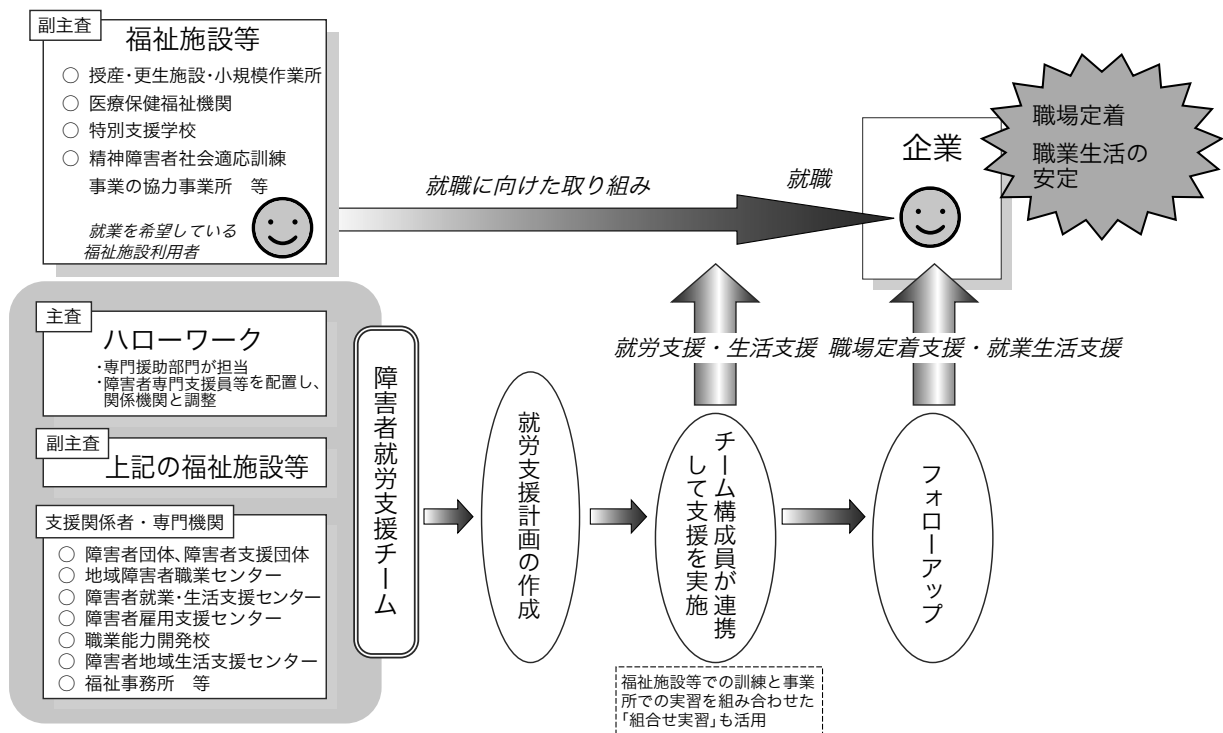 副主査
福祉施設等
○ 授産・更生施設・小規模作業所
○ 医療保健福祉機関
○ 特別支援学校
○ 精神障害者社会適応訓練
事業の協力事業所　等
就業を希望している
福祉施設利用者
就職に向けた取り組み
就職
企業
職場定着
職業生活の
安定
主査
ハローワーク
・専門援助部門が担当
・障害者専門支援員等を配置し、
関係機関と調整
副主査
上記の福祉施設等
支援関係者・専門機関
○ 障害者団体、障害者支援団体
○ 地域障害者職業センター
○ 障害者就業・生活支援センター
○ 障害者雇用支援センター
○ 職業能力開発校
○ 障害者地域生活支援センター
○ 福祉事務所　等
障害者就労支援チーム
就労支援計画の作成
就労支援・生活支援
チーム構成員が連携
して支援を実施
福祉施設等での訓練と事業
所での実習を組み合わせた
「組合せ実習」も活用
職場定着支援・就業生活支援
フォローアップ